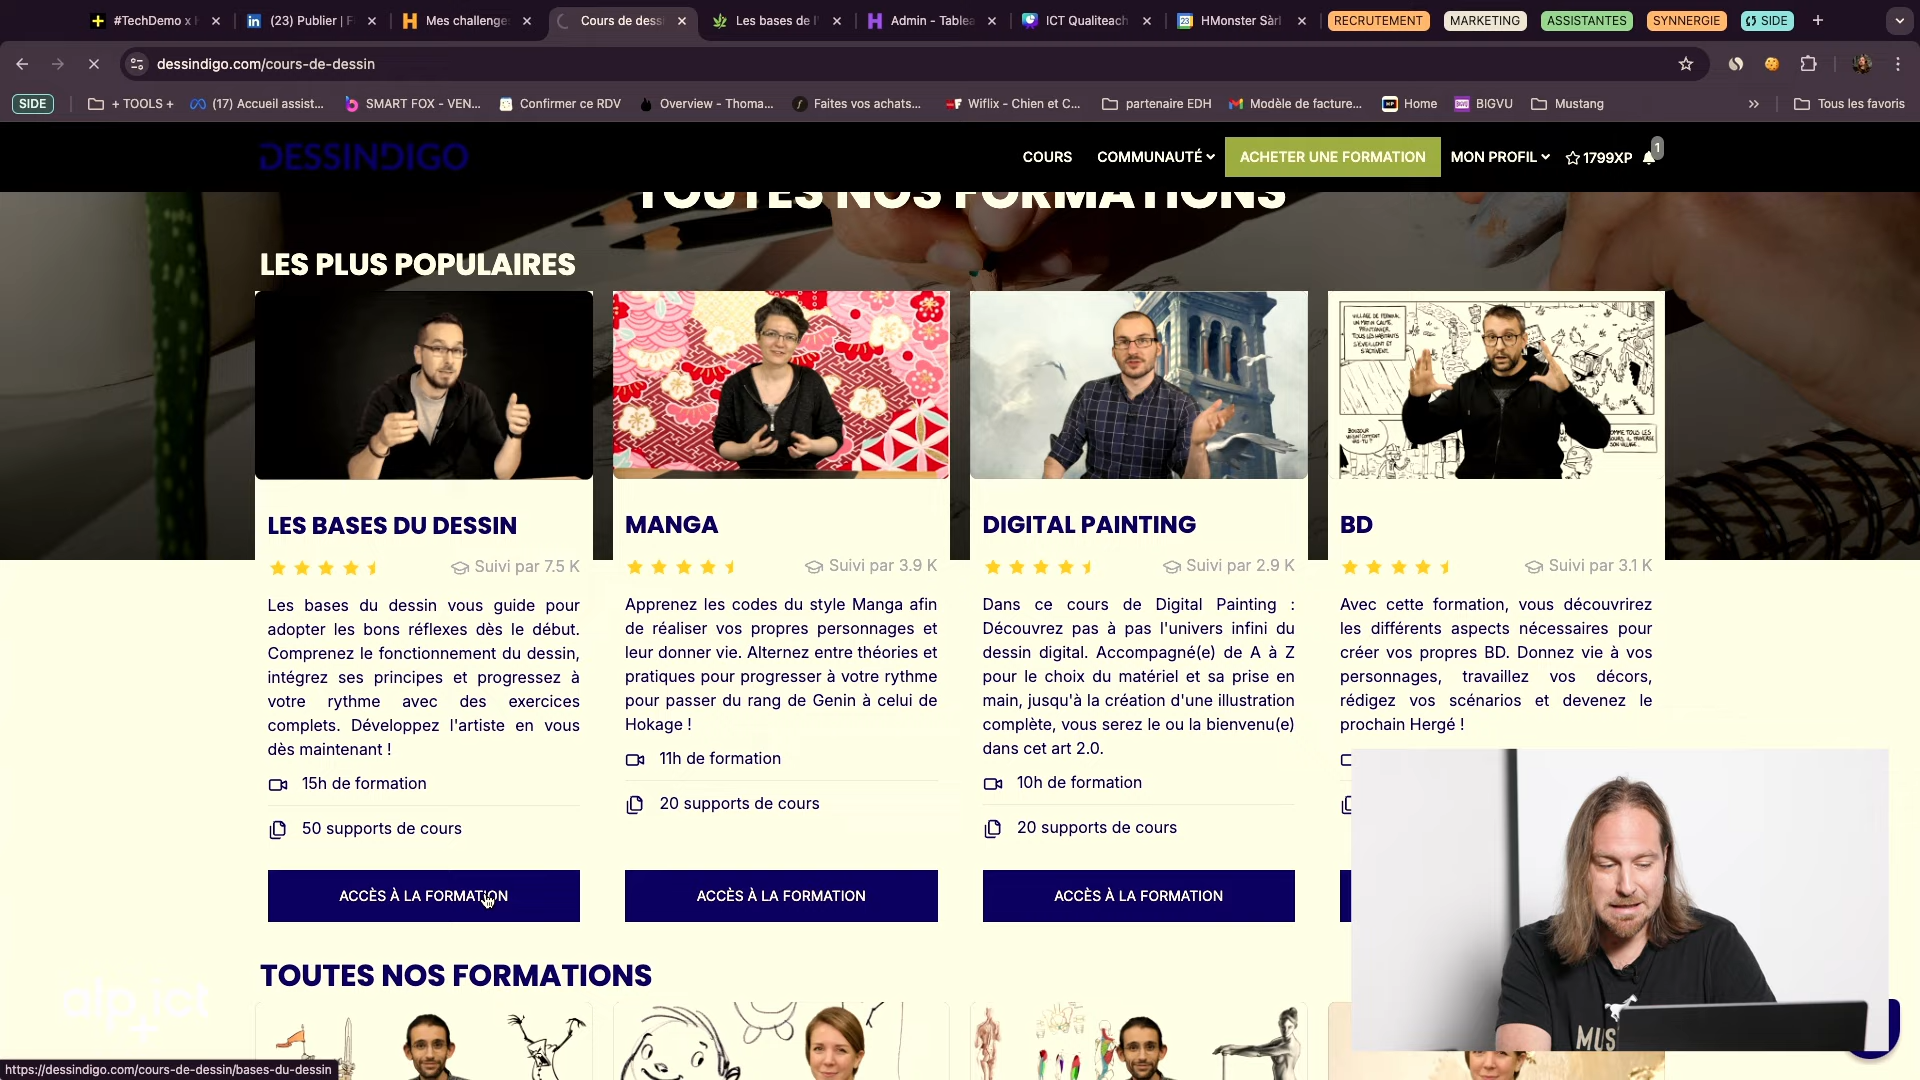 #TechDemo x
(23) Publier | F
Mes challenge
Cours de dessi
Les bases de l'
Admin - Tablea
ICT Qualiteach
HMonster Sàrl
RECRUTEMENT
MARKETING
ASSISTANTES
SYNNERGIE
SIDE
dessindigo.com/cours-de-dessin
SIDE
+ TOOLS +
(17) Accueil assist...
SMART FOX - VEN...
Confirmer ce RDV
Overview - Thoma...
Faites vos achats...
Wiflix - Chien et C...
partenaire EDH
Modèle de facture...
Home
BIGVU
Mustang
Tous les favoris
DESSINDIGO
COURS
COMMUNAUTÉ
ACHETER UNE FORMATION
MON PROFIL
1799XP
1
TOUTES NOS FORMATIONS
LES PLUS POPULAIRES
LES BASES DU DESSIN
Suivi par 7.5 K
Les bases du dessin vous guide pour
adopter les bons réflexes dès le début.
Comprenez le fonctionnement du dessin,
intégrez ses principes et progressez à
votre rythme avec des exercices
complets. Développez l'artiste en vous
dès maintenant !
15h de formation
50 supports de cours
ACCÈS À LA FORMATION
MANGA
Suivi par 3.9 K
Apprenez les codes du style Manga afin
de réaliser vos propres personnages et
leur donner vie. Alternez entre théories et
pratiques pour progresser à votre rythme
pour passer du rang de Genin à celui de
Hokage !
11h de formation
20 supports de cours
ACCÈS À LA FORMATION
DIGITAL PAINTING
Suivi par 2.9 K
Dans ce cours de Digital Painting :
Découvrez pas à pas l'univers infini du
dessin digital. Accompagné(e) de A à Z
pour le choix du matériel et sa prise en
main, jusqu'à la création d'une illustration
complète, vous serez le ou la bienvenu(e)
dans cet art 2.0.
10h de formation
20 supports de cours
ACCÈS À LA FORMATION
BD
Suivi par 3.1 K
Avec cette formation, vous découvrirez
les différents aspects nécessaires pour
créer vos propres BD. Donnez vie à vos
personnages, travaillez vos décors,
rédigez vos scénarios et devenez le
prochain Hergé !
TOUTES NOS FORMATIONS
alp ict
MUS
https://dessindigo.com/cours-de-dessin/bases-du-dessin